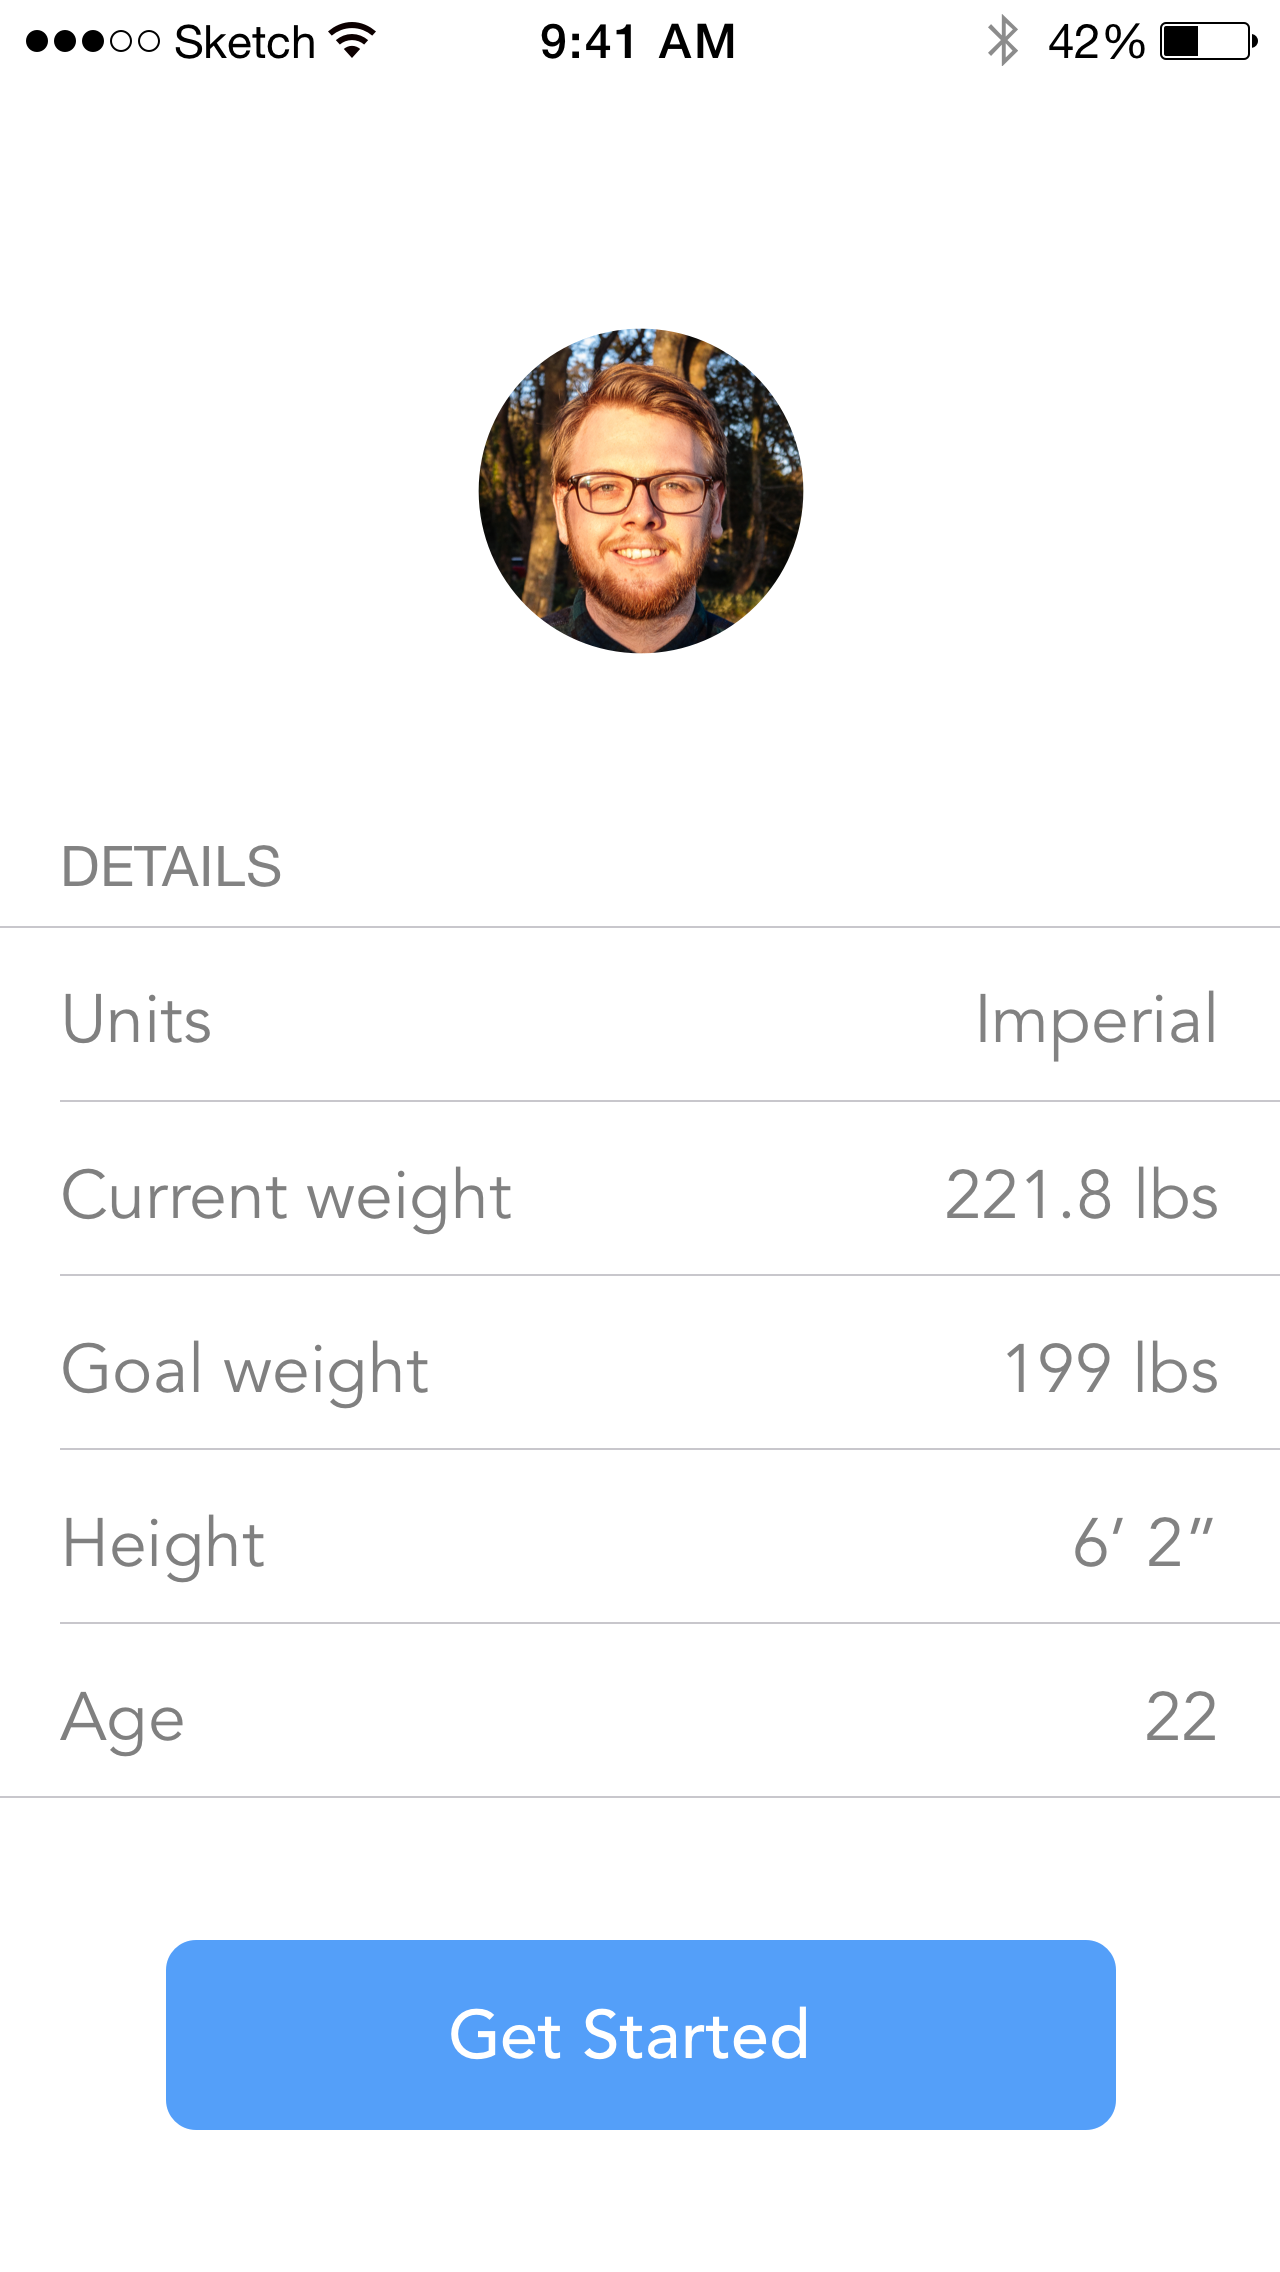 Sketch 9:41 AM 42%
DETAILS
Units Imperial
Current weight 221.8 lbs
Goal weight 199 lbs
Height 6’ 2”
Age 22
Get Started